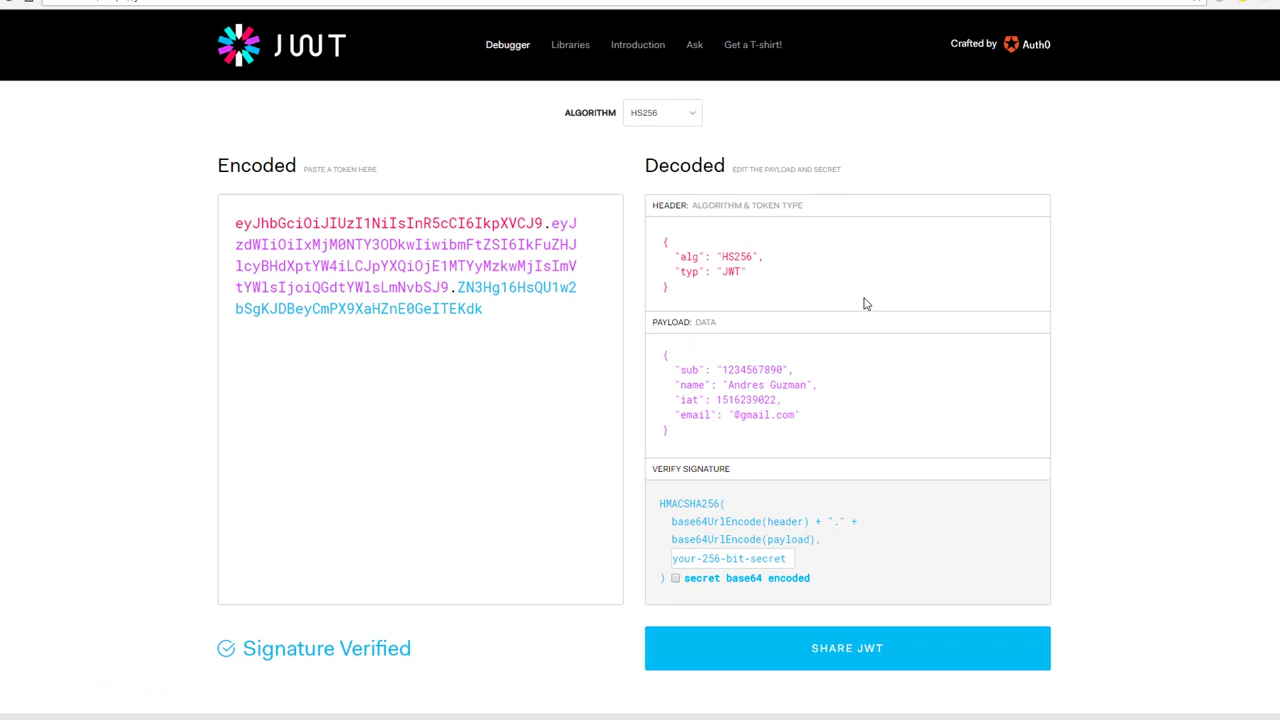 JWT
Debugger
Libraries
Introduction
Ask
Get a T-shirt!
Crafted by Auth0
ALGORITHM HS256
Encoded PASTE A TOKEN HERE
eyJhbGciOiJIUzI1NiIsInR5cCI6IkpXVCJ9.eyJ
zdWIiOiIxMjM0NTY3ODkwIiwibmFtZSI6IkFuZHJ
lcyBHdXptYW4iLCJpYXQiOjE1MTYyMzkwMjIsImV
tYWlsIjoiQGdtYWlsLmNvbSJ9.ZN3Hg16HsQU1w2
bSgKJDBeyCmPX9XaHZnE0GeITEKdk
Decoded EDIT THE PAYLOAD AND SECRET
HEADER: ALGORITHM & TOKEN TYPE
{
"alg": "HS256",
"typ": "JWT"
}
PAYLOAD: DATA
{
"sub": "1234567890",
"name": "Andres Guzman",
"iat": 1516239022,
"email": "@gmail.com"
}
VERIFY SIGNATURE
HMACSHA256(
base64UrlEncode(header) + "." +
base64UrlEncode(payload),
your-256-bit-secret
) secret base64 encoded
Signature Verified
SHARE JWT